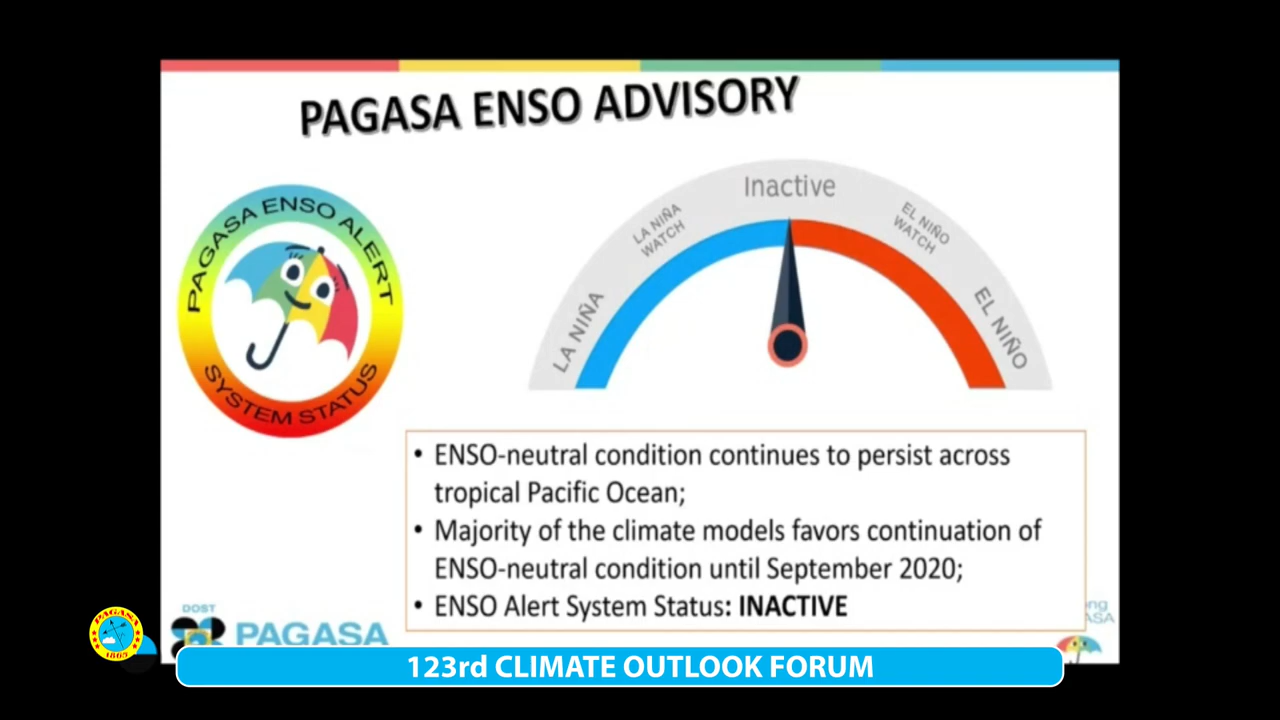 PAGASA ENSO ADVISORY
PAGASA ENSO ALERT
SYSTEM STATUS
LA NIÑA
LA NIÑA
WATCH
Inactive
EL NIÑO
WATCH
EL NIÑO
• ENSO-neutral condition continues to persist across
tropical Pacific Ocean;
• Majority of the climate models favors continuation of
ENSO-neutral condition until September 2020;
• ENSO Alert System Status: INACTIVE
PAGASA
1865
DOST
PAGASA
123rd CLIMATE OUTLOOK FORUM